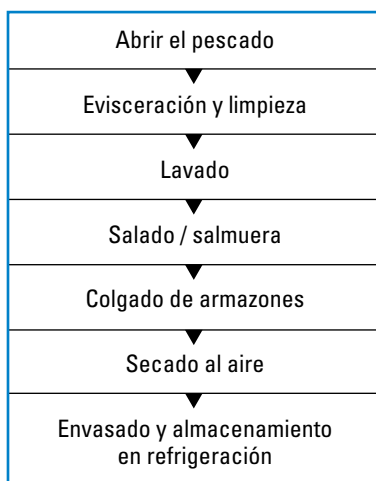 Abrir el pescado
Evisceración y limpieza
Lavado
Salado / salmuera
Colgado de armazones
Secado al aire
Envasado y almacenamiento
en refrigeración